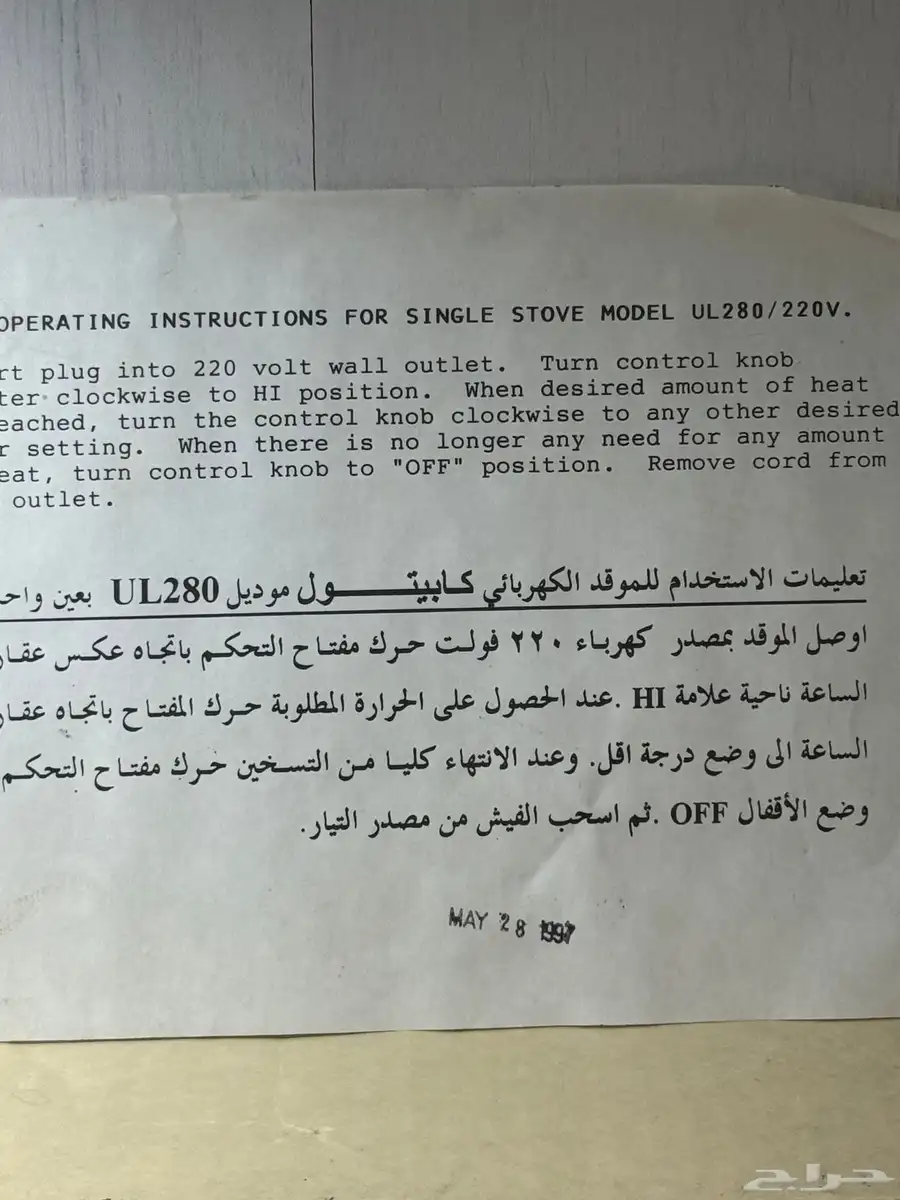 OPERATING INSTRUCTIONS FOR SINGLE STOVE MODEL UL280/220V.
rt plug into 220 volt wall outlet. Turn control knob
ter clockwise to HI position. When desired amount of heat
eached, turn the control knob clockwise to any other desired
r setting. When there is no longer any need for any amount
eat, turn control knob to "OFF" position. Remove cord from
outlet.
تعليمات الاستخدام للموقد الكهربائي كـابيتـــــــول موديل UL280 بعين واحد
اوصل الموقد بمصدر كهرباء ٢٢٠ فولت حرك مفتاح التحكم باتجاه عكس عقار
الساعة ناحية علامة HI .عند الحصول على الحرارة المطلوبة حرك المفتاح باتجاه عقار
الساعة الى وضع درجة اقل. وعند الانتهاء كليا من التسخين حرك مفتاح التحكم
وضع الأقفال OFF .ثم اسحب الفيش من مصدر التيار.
MAY 28 1997
حراج